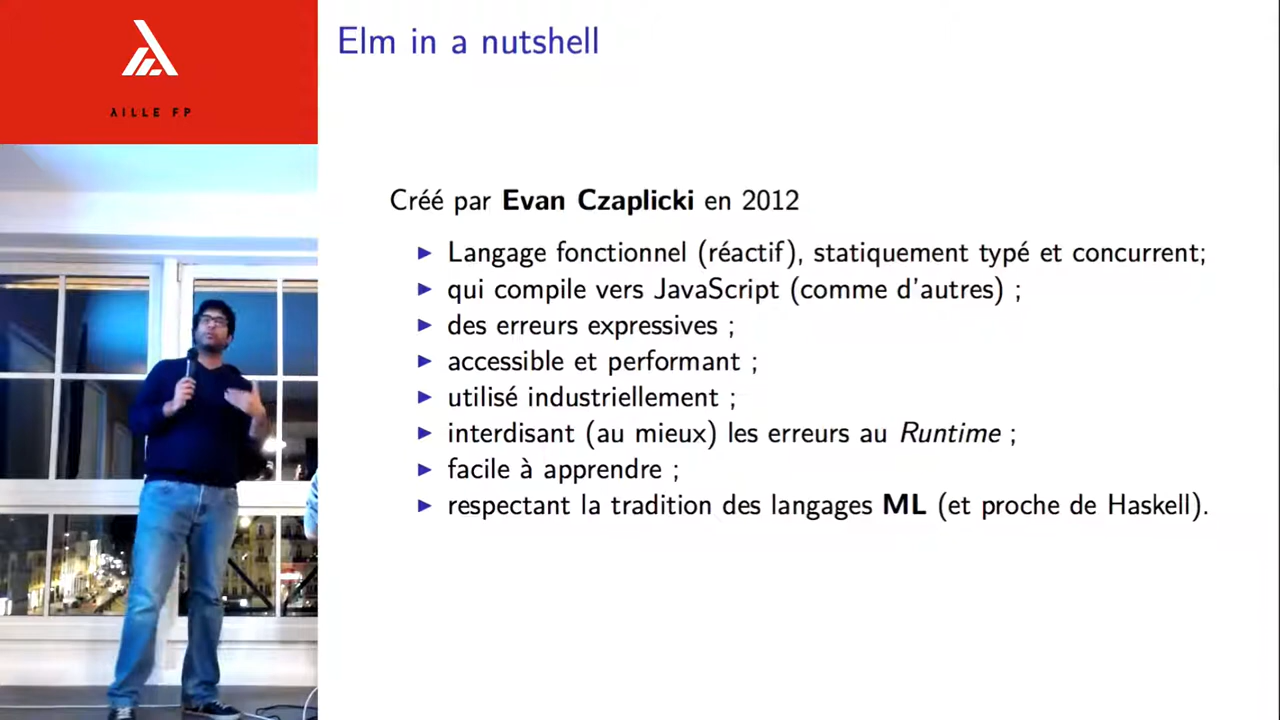 λILLE FP
Elm in a nutshell
Créé par Evan Czaplicki en 2012
Langage fonctionnel (réactif), statiquement typé et concurrent;
qui compile vers JavaScript (comme d'autres) ;
des erreurs expressives ;
accessible et performant ;
utilisé industriellement ;
interdisant (au mieux) les erreurs au Runtime ;
facile à apprendre ;
respectant la tradition des langages ML (et proche de Haskell).